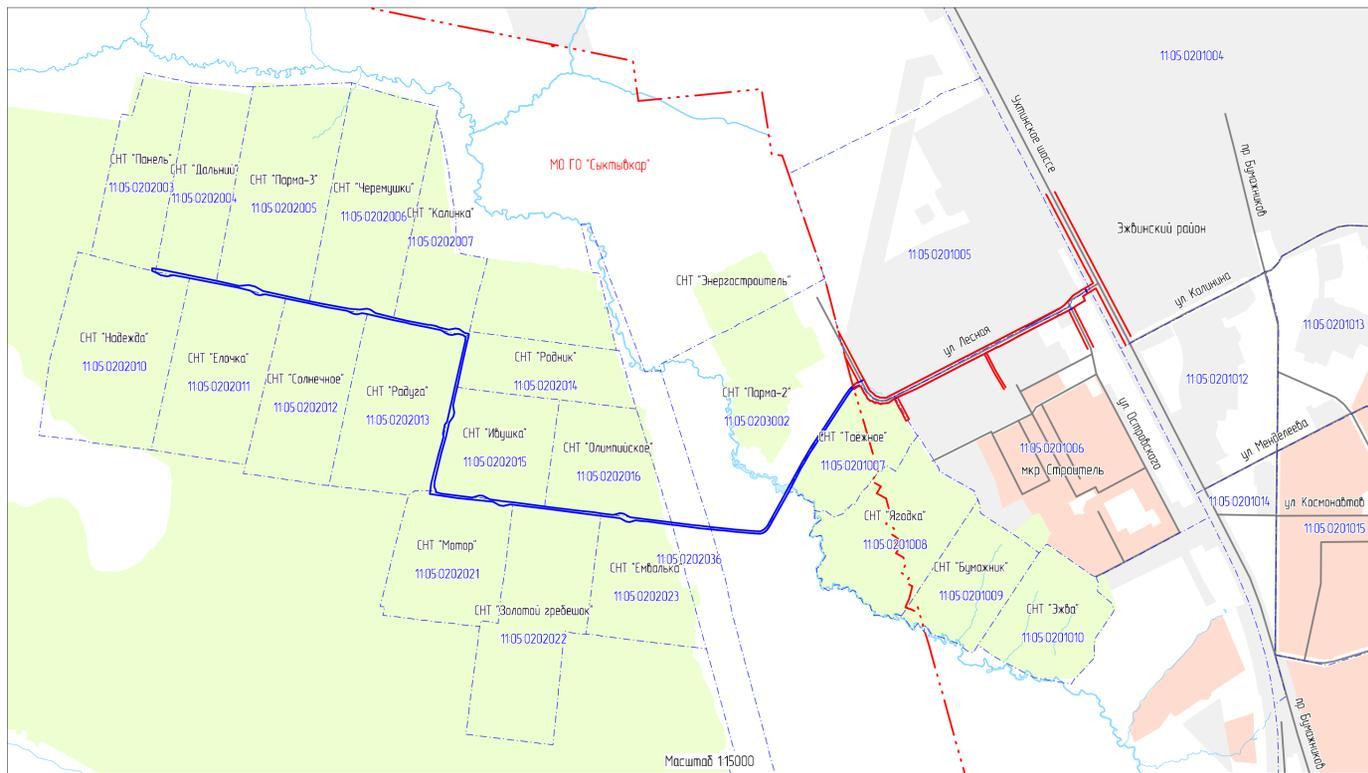 11:05:0201004
Ухтинское шоссе
пр. Бумажников
СНТ "Панель"
11:05:0202003
СНТ "Дальний"
11:05:0202004
СНТ "Парма-3"
11:05:0202005
СНТ "Черемушки"
11:05:0202006
СНТ "Калинка"
11:05:0202007
МО ГО "Сыктывкар"
Эжвинский район
11:05:0201005
СНТ "Энергостроитель"
ул. Калинина
11:05:0201013
СНТ "Надежда"
11:05:0202010
СНТ "Елочка"
11:05:0202011
СНТ "Солнечное"
11:05:0202012
СНТ "Радуга"
11:05:0202013
СНТ "Родник"
11:05:0202014
ул. Лесная
11:05:0201012
СНТ "Парма-2"
11:05:0203002
СНТ "Ивушка"
11:05:0202015
СНТ "Олимпийское"
11:05:0202016
СНТ "Таежное"
11:05:0201007
ул. Островского
ул. Менделеева
11:05:0201006
мкр. Строитель
11:05:0201014
ул. Космонавтов
11:05:0201015
СНТ "Ягодка"
11:05:0201008
СНТ "Мотор"
11:05:0202021
СНТ "Емвалька"
11:05:0202023
11:05:0202036
СНТ "Бумажник"
11:05:0201009
СНТ "Эжва"
11:05:0201010
СНТ "Золотой гребешок"
11:05:0202022
пр. Бумажников
Масштаб 1:15000